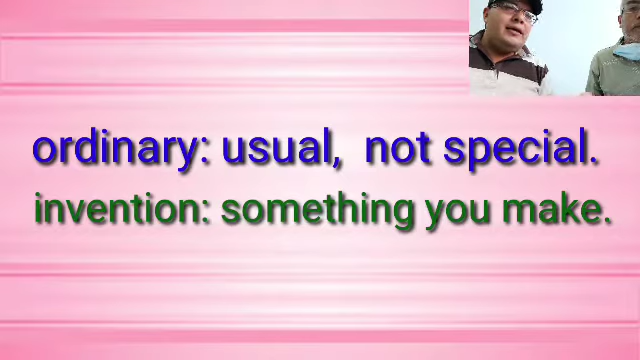 ordinary: usual, not special.
invention: something you make.